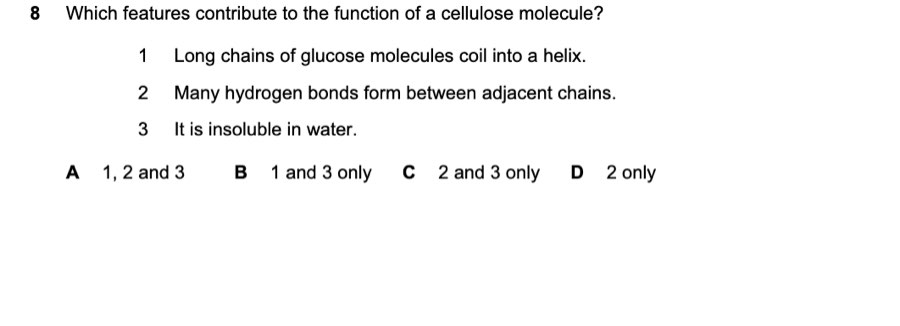 8 Which features contribute to the function of a cellulose molecule?
1 Long chains of glucose molecules coil into a helix.
2 Many hydrogen bonds form between adjacent chains.
3 It is insoluble in water.
A 1, 2 and 3 B 1 and 3 only C 2 and 3 only D 2 only